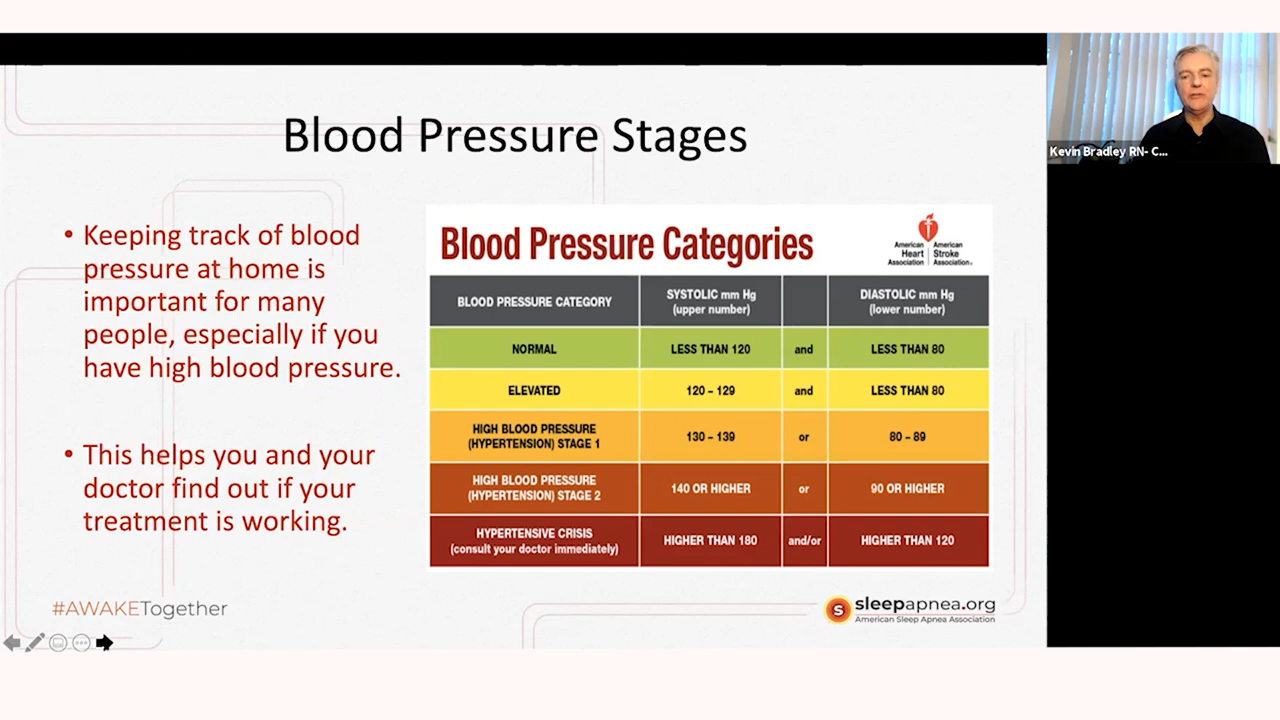 Blood Pressure Stages
Kevin Bradley RN- C...
• Keeping track of blood
pressure at home is
important for many
people, especially if you
have high blood pressure.
• This helps you and your
doctor find out if your
treatment is working.
Blood Pressure Categories
American Heart Association
American Stroke Association®
BLOOD PRESSURE CATEGORY
SYSTOLIC mm Hg
(upper number)
DIASTOLIC mm Hg
(lower number)
NORMAL
LESS THAN 120
and
LESS THAN 80
ELEVATED
120 – 129
and
LESS THAN 80
HIGH BLOOD PRESSURE
(HYPERTENSION) STAGE 1
130 – 139
or
80 – 89
HIGH BLOOD PRESSURE
(HYPERTENSION) STAGE 2
140 OR HIGHER
or
90 OR HIGHER
HYPERTENSIVE CRISIS
(consult your doctor immediately)
HIGHER THAN 180
and/or
HIGHER THAN 120
#AWAKETogether
S
sleepapnea.org
American Sleep Apnea Association